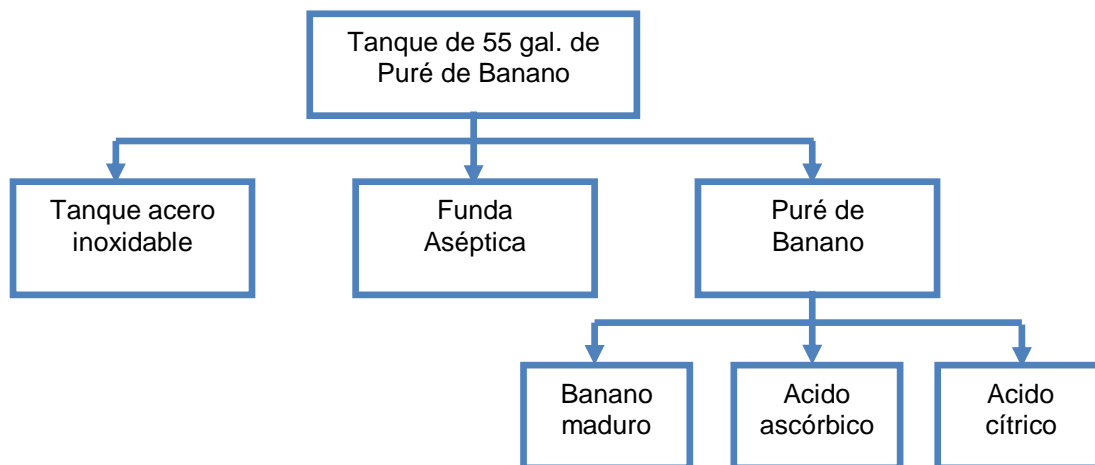 Tanque de 55 gal. de
Puré de Banano
Tanque acero
inoxidable
Funda
Aséptica
Puré de
Banano
Banano
maduro
Acido
ascórbico
Acido
cítrico